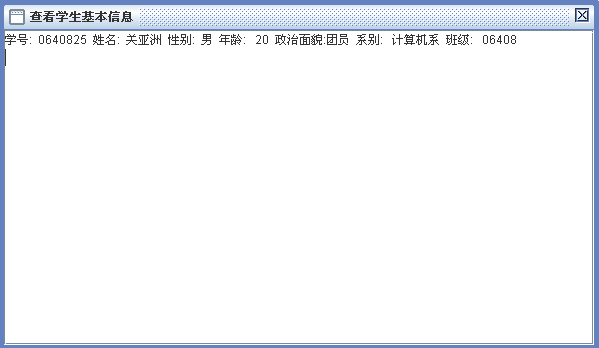 查看学生基本信息
学号: 0640825 姓名: 关亚洲 性别: 男 年龄: 20 政治面貌:团员 系别: 计算机系 班级: 06408